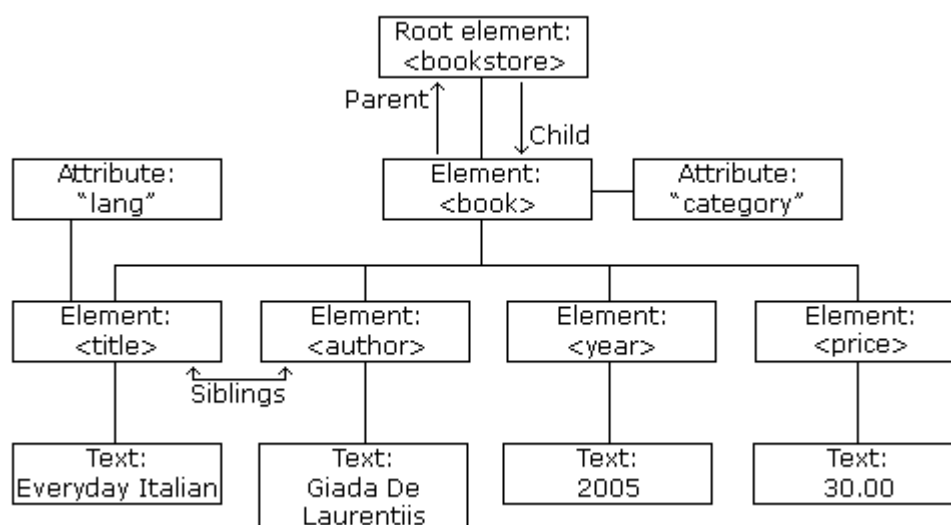 Root element:
<bookstore>
Parent
Child
Attribute:
“lang”
Element:
<book>
Attribute:
“category”
Element:
<title>
Element:
<author>
Element:
<year>
Element:
<price>
Siblings
Text:
Everyday Italian
Text:
Giada De
Laurentiis
Text:
2005
Text:
30.00